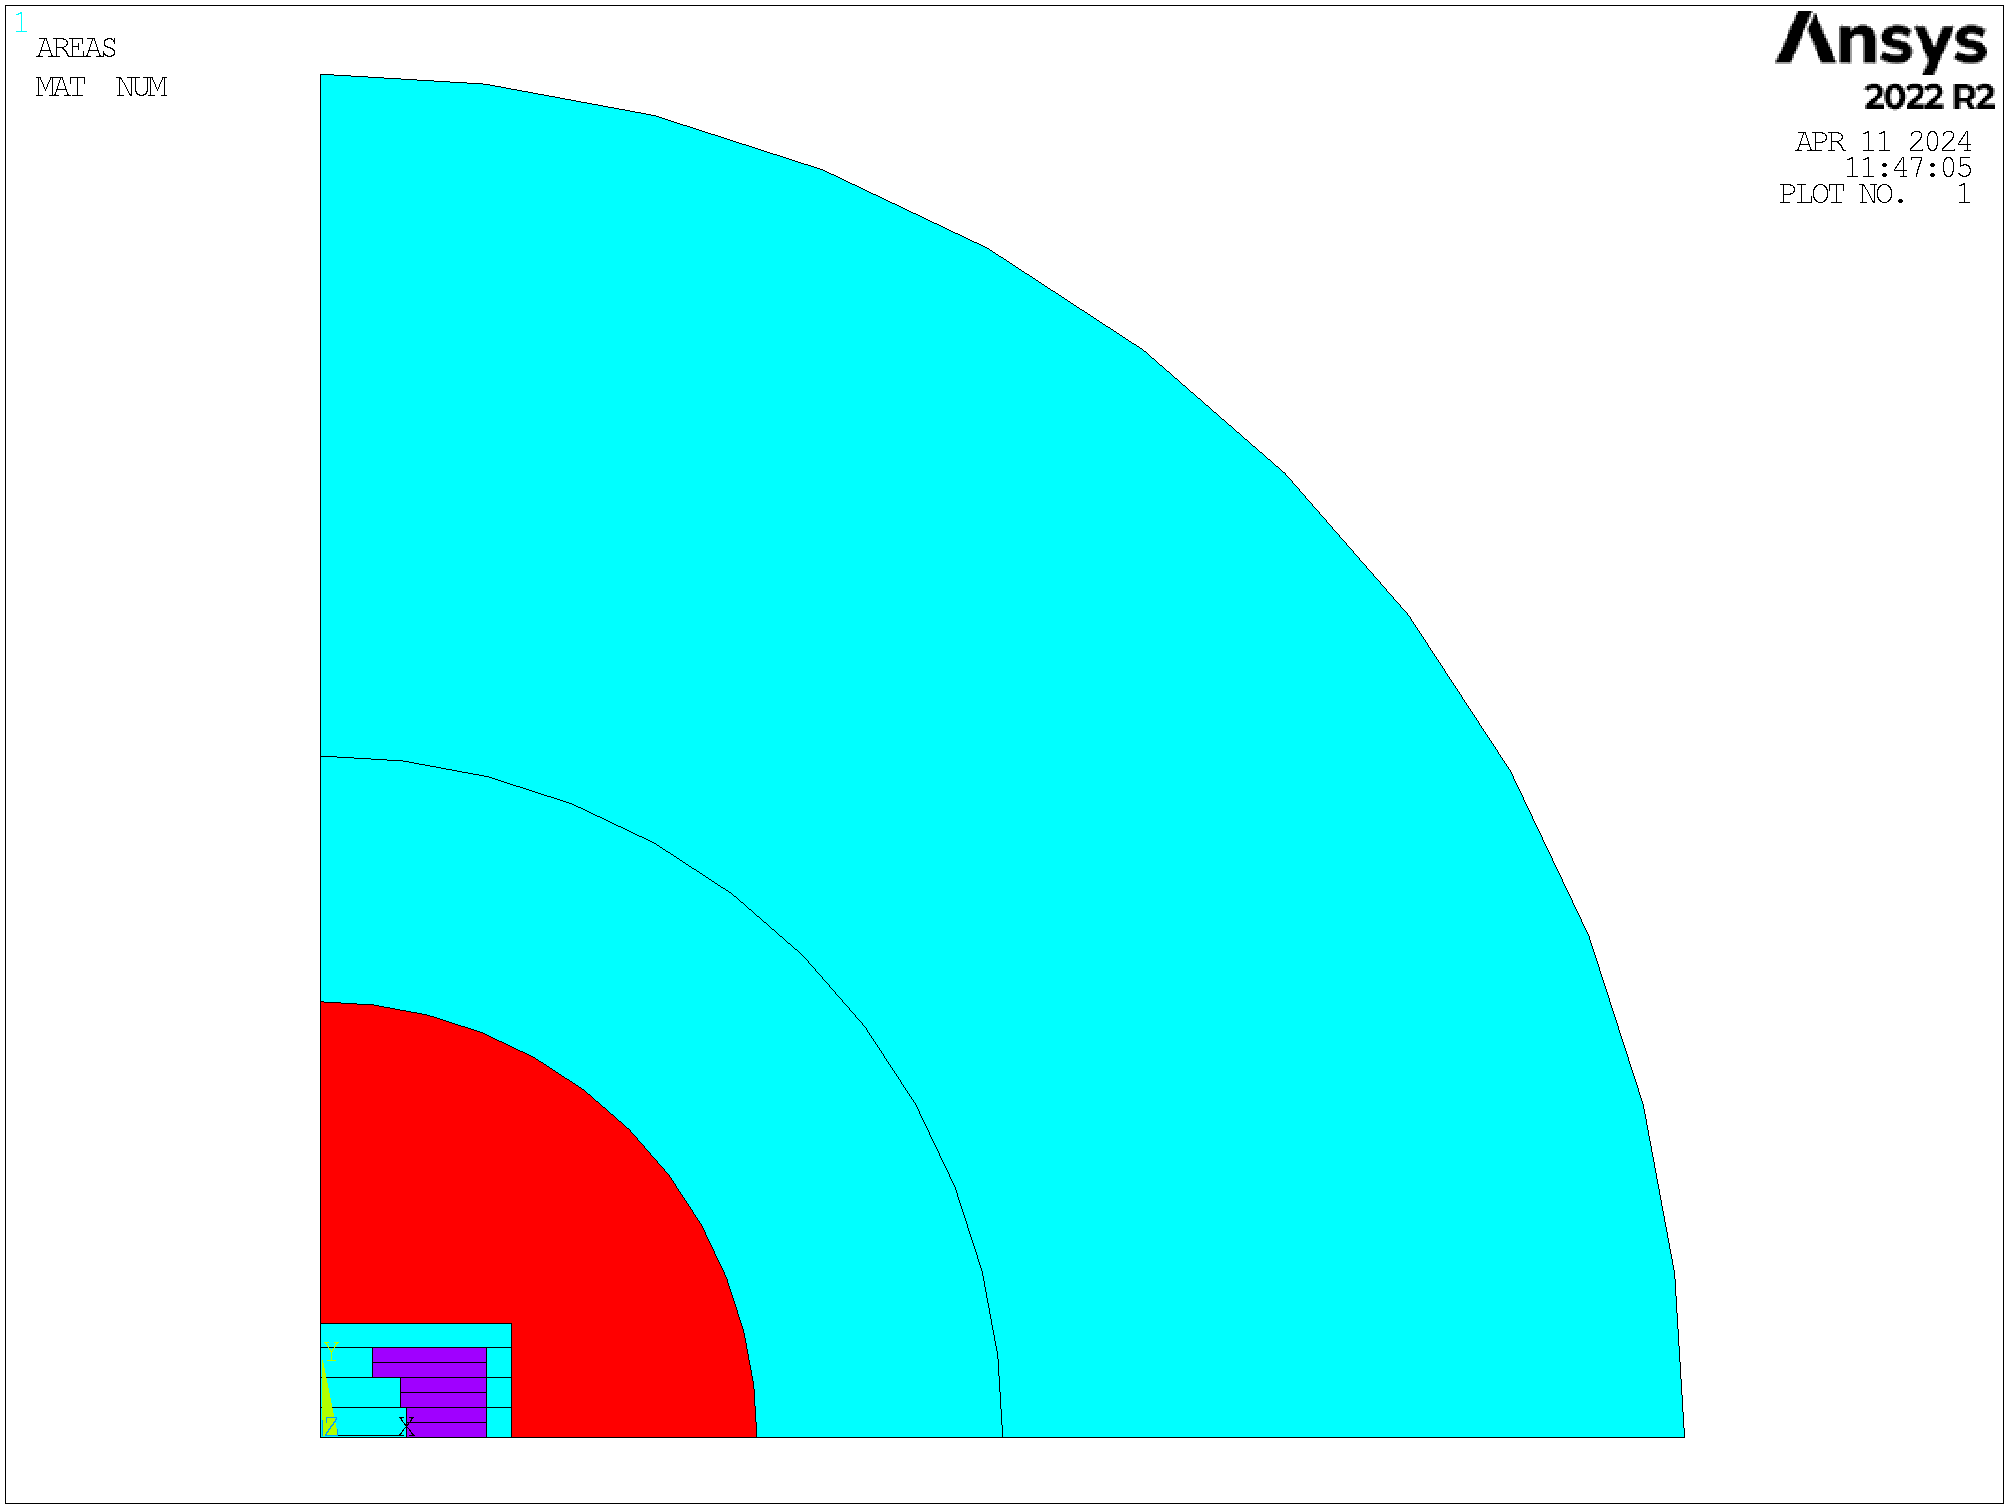 1
AREAS
MAT NUM
Ansys
2022 R2
APR 11 2024
11:47:05
PLOT NO. 1
Y
Z
X